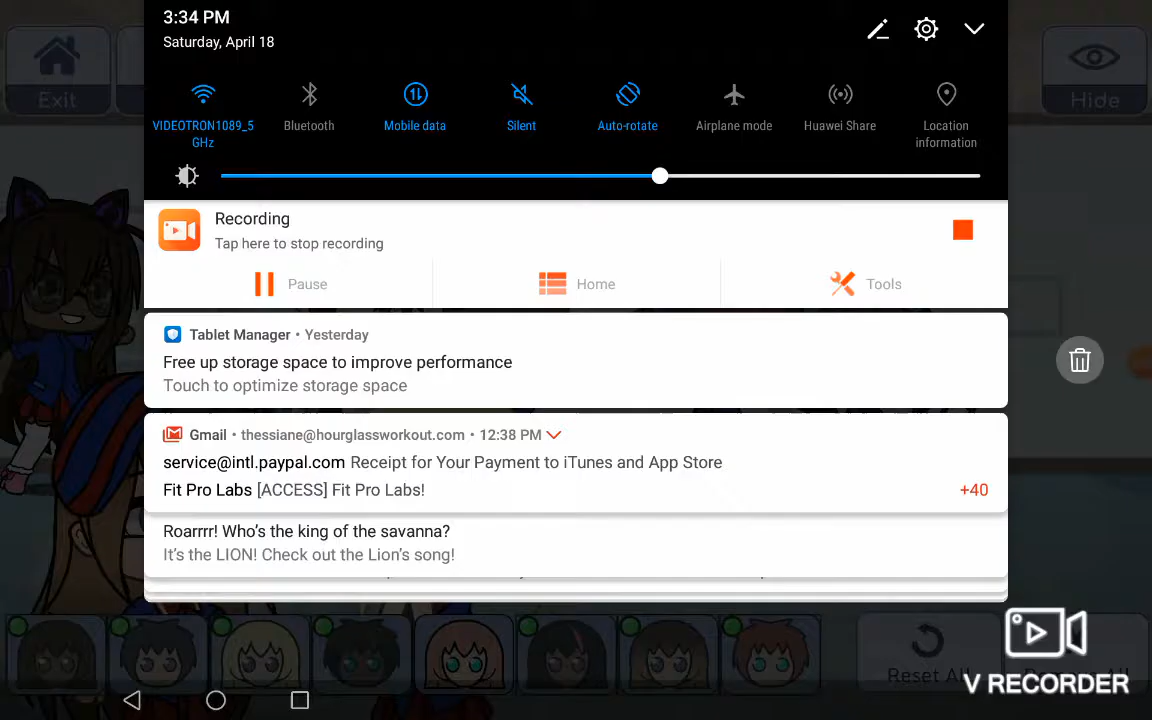 3:34 PM
Saturday, April 18
Exit
Hide
VIDEOTRON1089_5
GHz
Bluetooth
Mobile data
Silent
Auto-rotate
Airplane mode
Huawei Share
Location
information
Recording
Tap here to stop recording
Pause
Home
Tools
Tablet Manager • Yesterday
Free up storage space to improve performance
Touch to optimize storage space
Gmail • thessiane@hourglassworkout.com • 12:38 PM
service@intl.paypal.com Receipt for Your Payment to iTunes and App Store
Fit Pro Labs [ACCESS] Fit Pro Labs!
+40
Roarrrr! Who's the king of the savanna?
It's the LION! Check out the Lion's song!
Reset All
V RECORDER